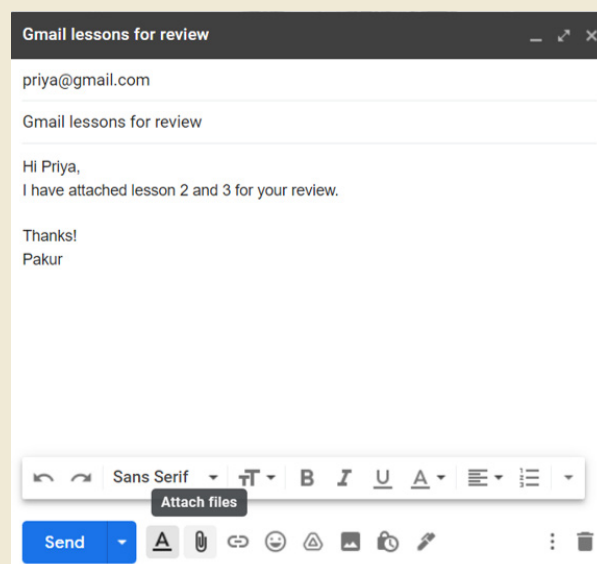 Gmail lessons for review
priya@gmail.com
Gmail lessons for review
Hi Priya,
I have attached lesson 2 and 3 for your review.
Thanks!
Pakur
Sans Serif
Attach files
Send